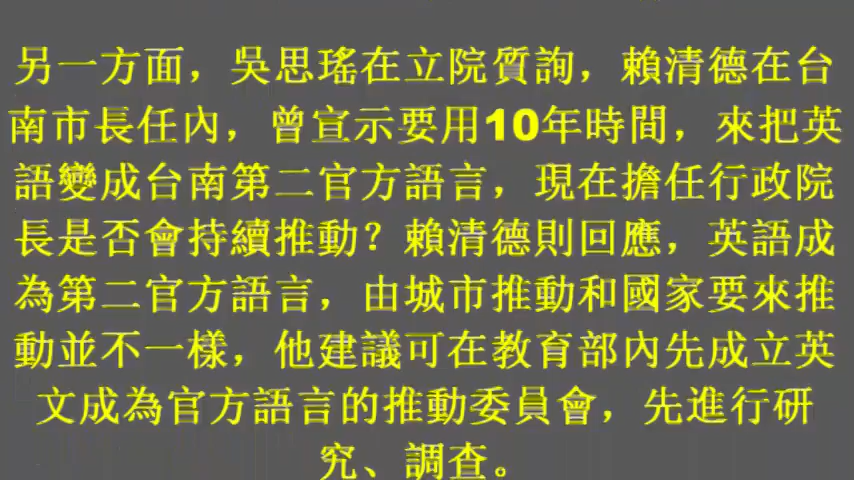 另一方面，吳思瑤在立院質詢，賴清德在台
南市長任內，曾宣示要用10年時間，來把英
語變成台南第二官方語言，現在擔任行政院
長是否會持續推動？賴清德則回應，英語成
為第二官方語言，由城市推動和國家要來推
動並不一樣，他建議可在教育部內先成立英
文成為官方語言的推動委員會，先進行研
究、調查。